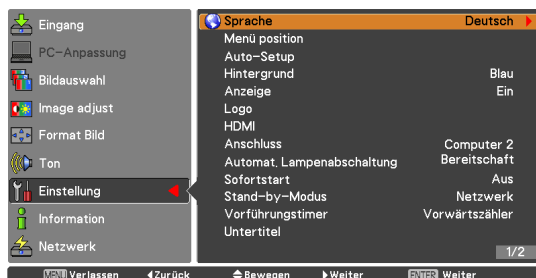 Eingang
PC-Anpassung
Bildauswahl
Image adjust
Format Bild
Ton
Einstellung
Information
Netzwerk
Sprache Deutsch
Menü position
Auto-Setup
Hintergrund Blau
Anzeige Ein
Logo
HDMI
Anschluss Computer 2
Automat. Lampenabschaltung Bereitschaft
Sofortstart Aus
Stand-by-Modus Netzwerk
Vorführungstimer Vorwärtszähler
Untertitel
1/2
MENU Verlassen Zurück Bewegen Weiter ENTER Weiter